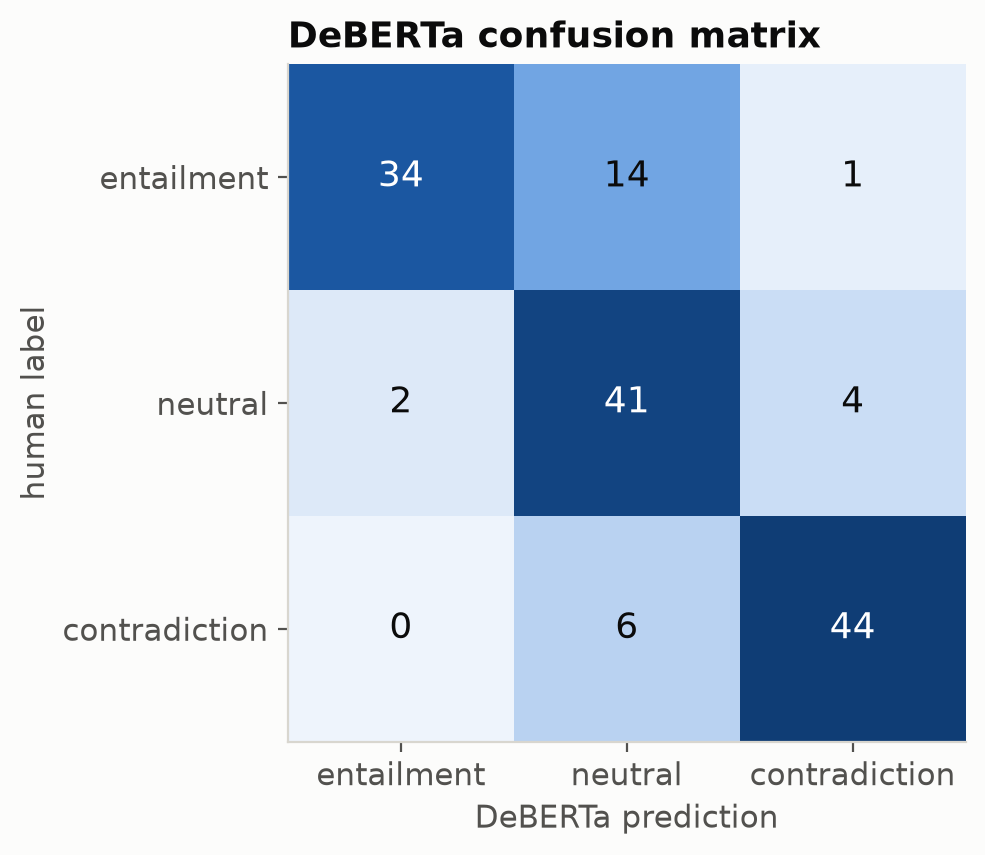 DeBERTa confusion matrix
entailment 34 14 1
neutral 2 41 4
contradiction 0 6 44
human label
entailment neutral contradiction
DeBERTa prediction